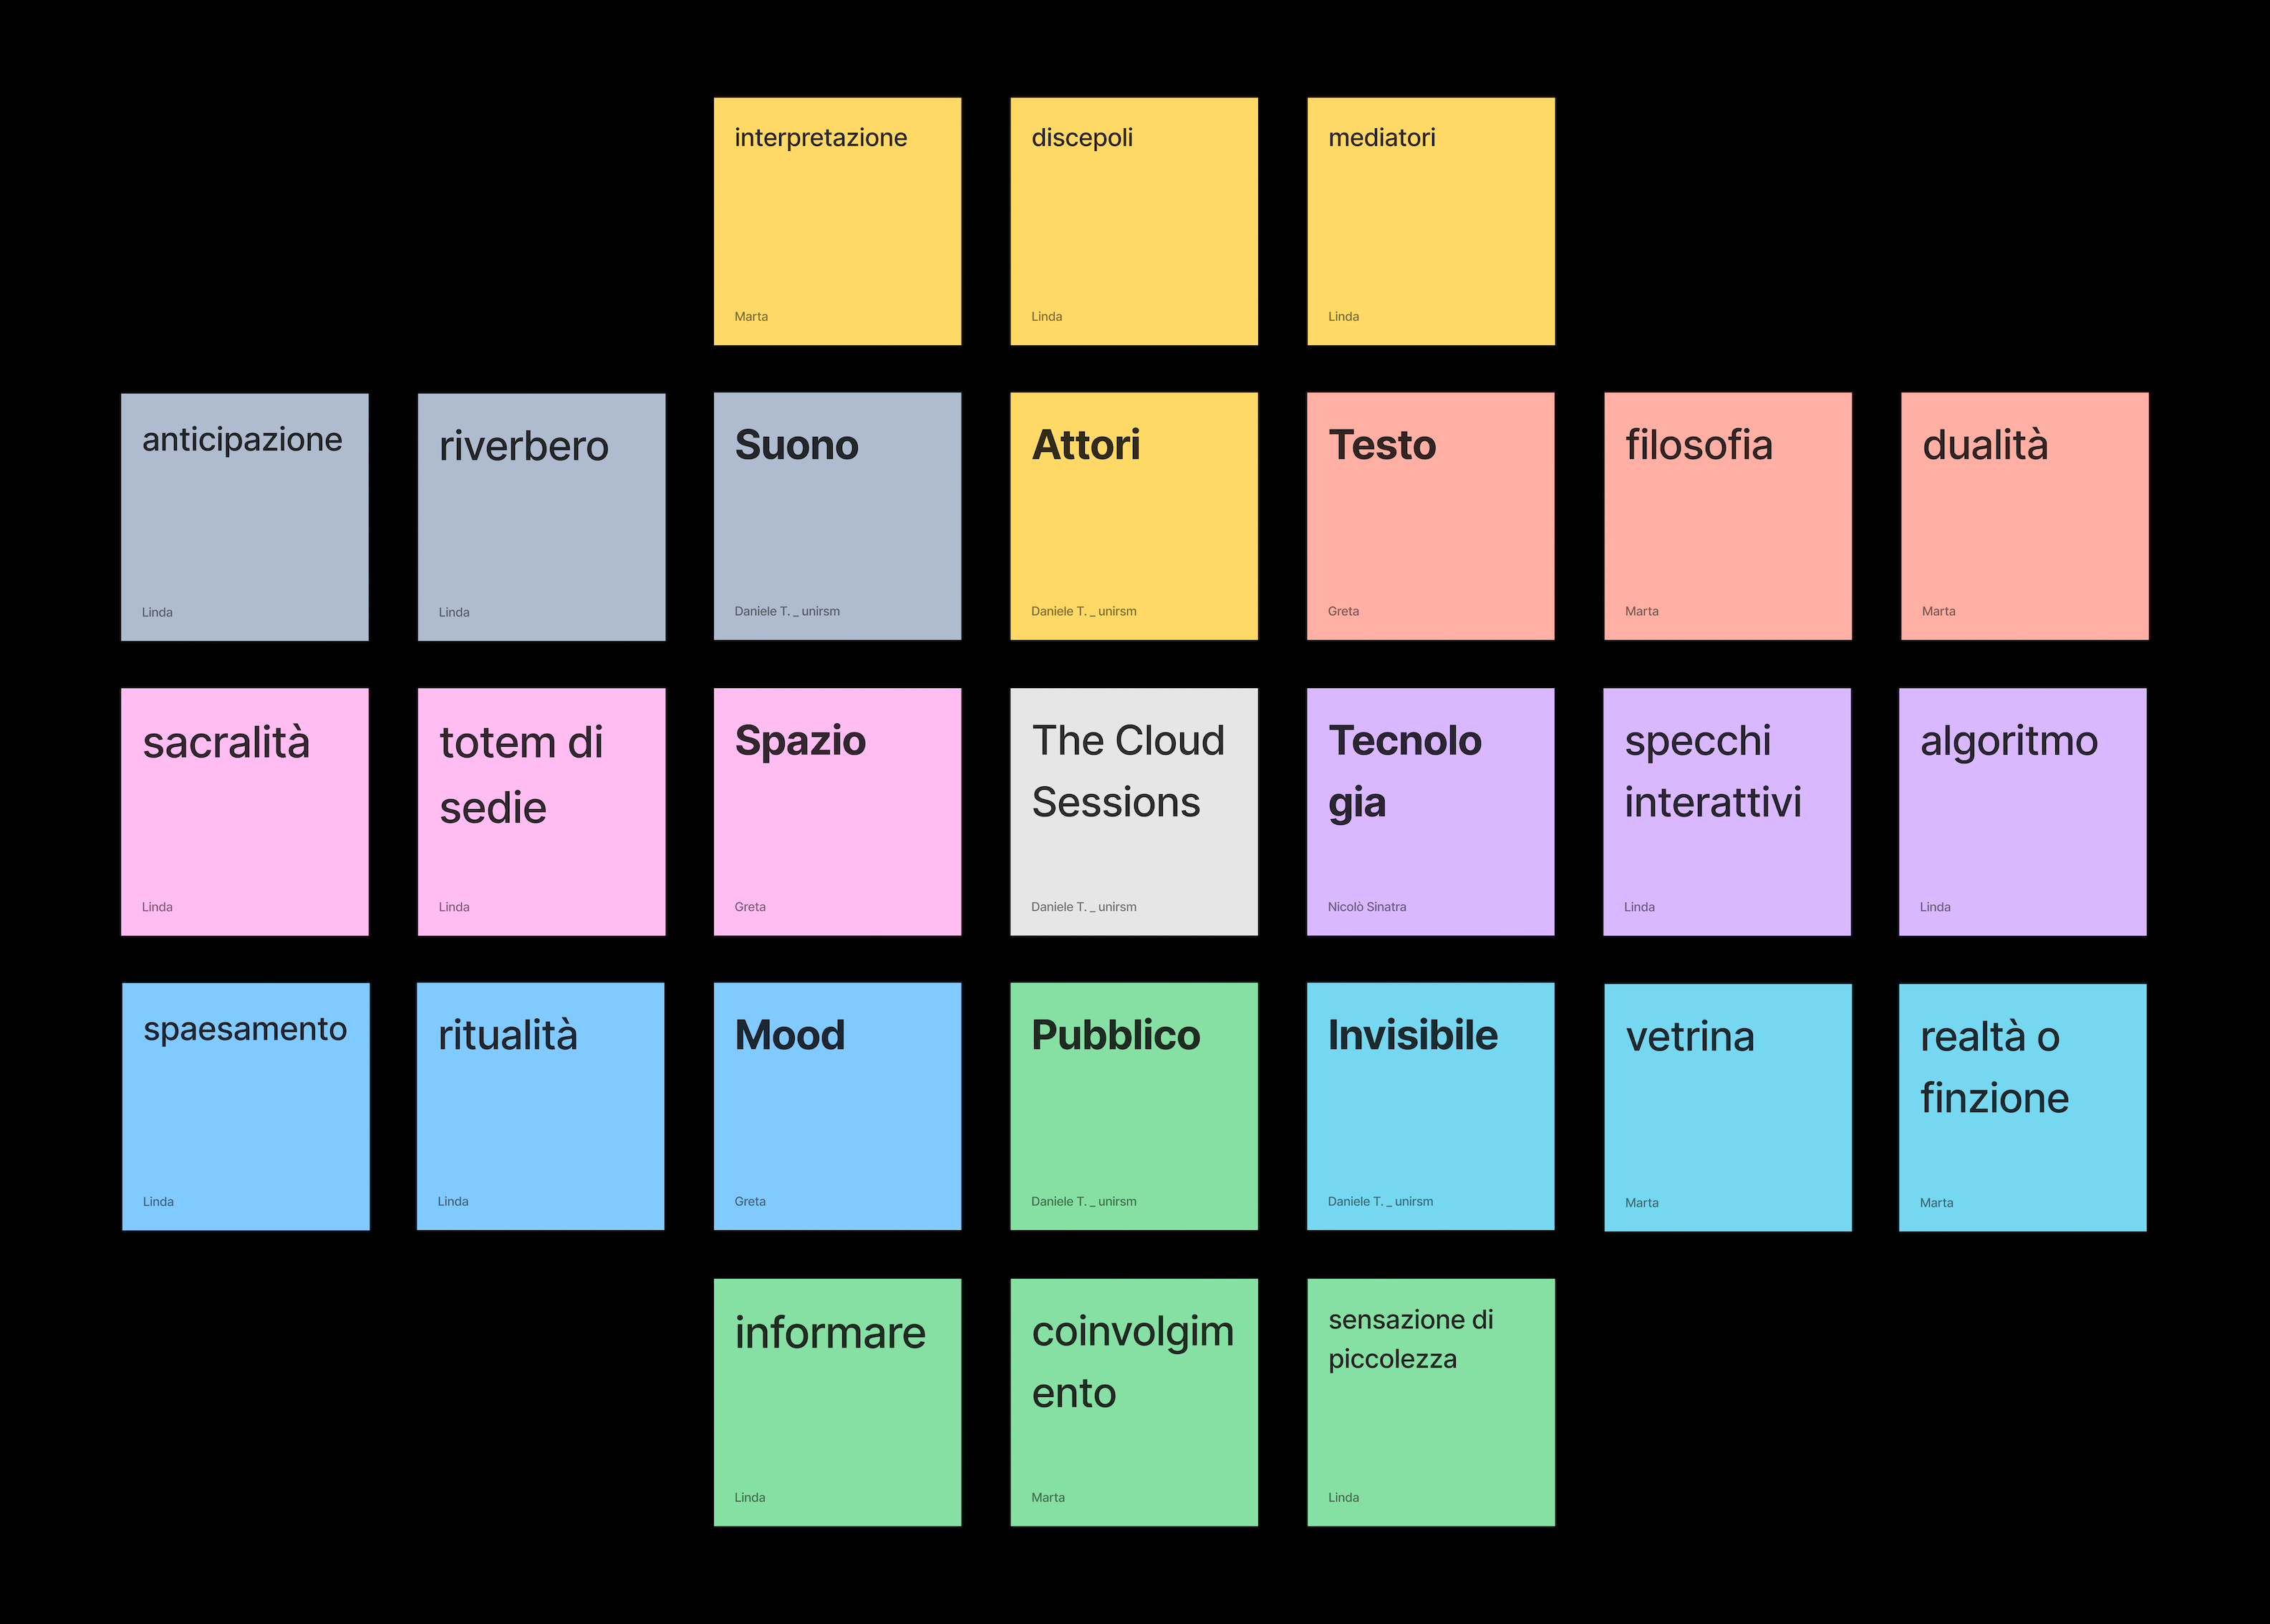 interpretazione
Marta
discepoli
Linda
mediatori
Linda
anticipazione
Linda
riverbero
Linda
Suono
Daniele T. _ unirsm
Attori
Daniele T. _ unirsm
Testo
Greta
filosofia
Marta
dualità
Marta
sacralità
Linda
totem di
sedie
Linda
Spazio
Greta
The Cloud
Sessions
Daniele T. _ unirsm
Tecnolo
gia
Nicolò Sinatra
specchi
interattivi
Linda
algoritmo
Linda
spaesamento
Linda
ritualità
Linda
Mood
Greta
Pubblico
Daniele T. _ unirsm
Invisibile
Daniele T. _ unirsm
vetrina
Marta
realtà o
finzione
Marta
informare
Linda
coinvolgim
ento
Marta
sensazione di
piccolezza
Linda